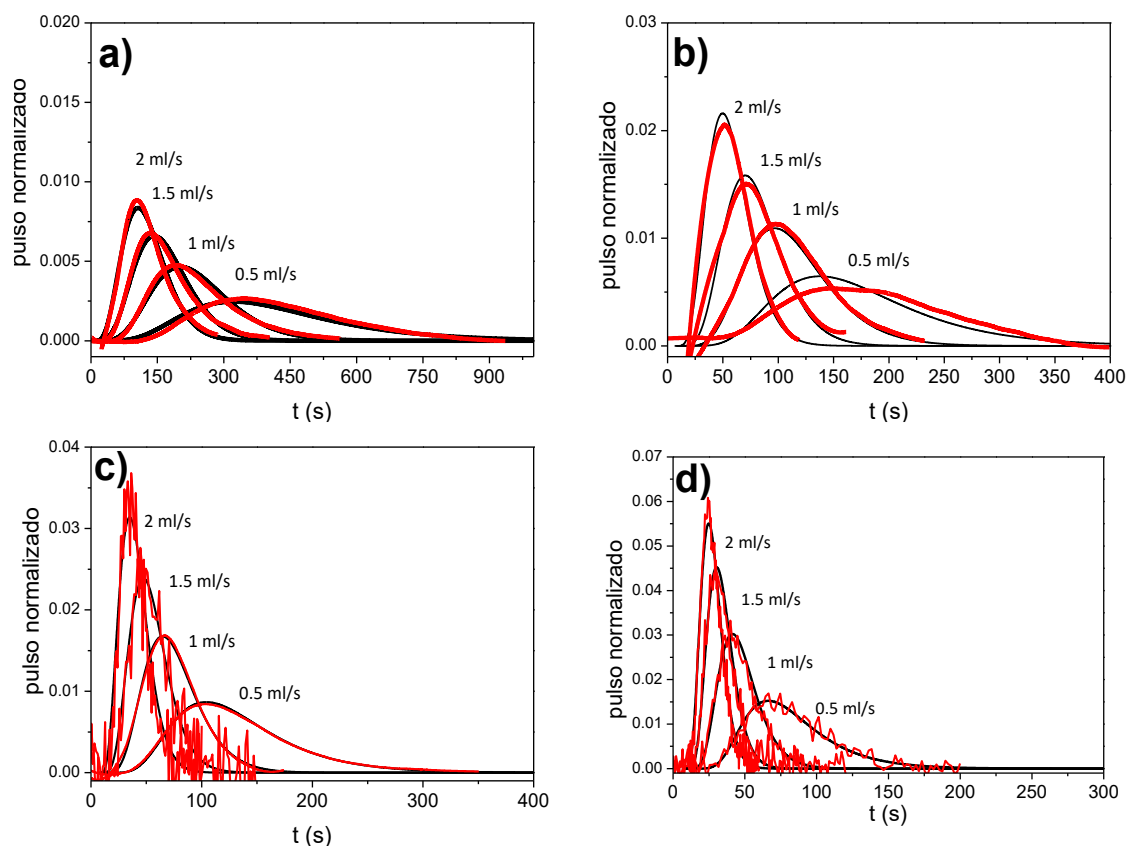 a)
pulso normalizado
0.020
0.015
0.010
0.005
0.000
2 ml/s
1.5 ml/s
1 ml/s
0.5 ml/s
0 150 300 450 600 750 900
t (s)
b)
pulso normalizado
0.03
0.02
0.01
0.00
2 ml/s
1.5 ml/s
1 ml/s
0.5 ml/s
0 50 100 150 200 250 300 350 400
t (s)
c)
pulso normalizado
0.04
0.03
0.02
0.01
0.00
2 ml/s
1.5 ml/s
1 ml/s
0.5 ml/s
0 100 200 300 400
t (s)
d)
pulso normalizado
0.07
0.06
0.05
0.04
0.03
0.02
0.01
0.00
2 ml/s
1.5 ml/s
1 ml/s
0.5 ml/s
0 50 100 150 200 250 300
t (s)